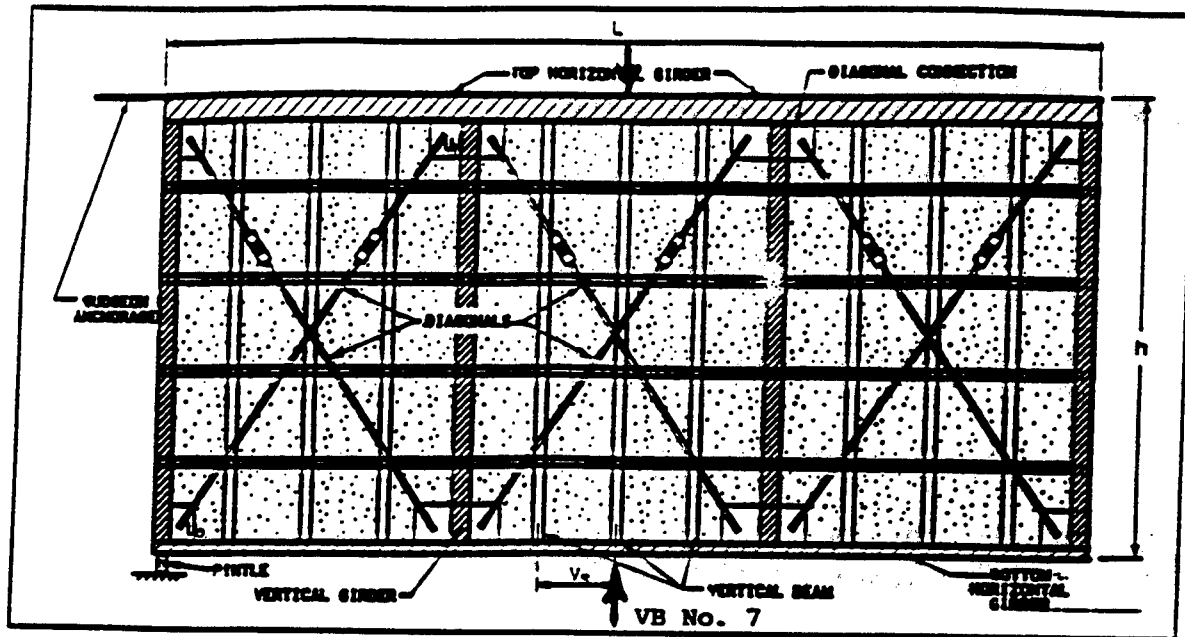 L
TOP HORIZONTAL GIRDER
DIAGONAL CONNECTION
GUDGEON
ANCHORAGE
DIAGONALS
h
PINTLE
VERTICAL GIRDER
VERTICAL BEAM
BOTTOM
HORIZONTAL
GIRDER
VB No. 7